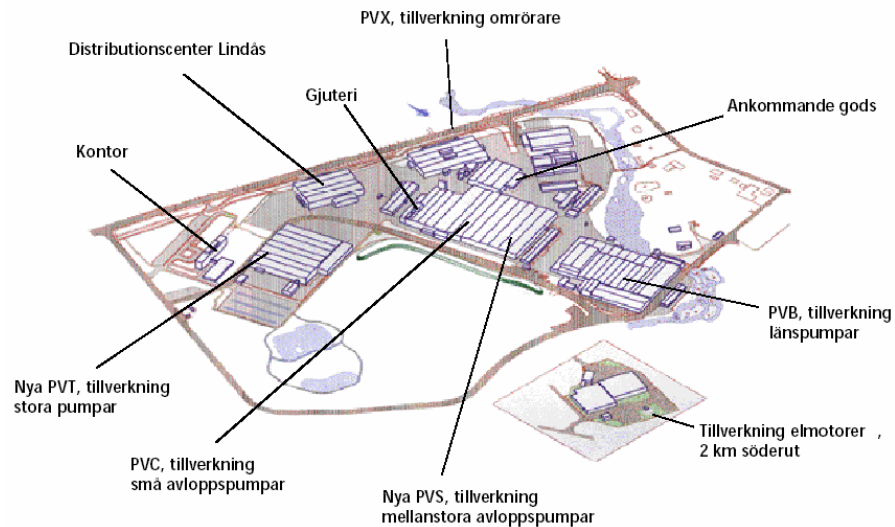 PVX, tillverkning omrörare
Distributionscenter Lindås
Gjuteri
Ankommande gods
Kontor
PVB, tillverkning
länspumpar
Nya PVT, tillverkning
stora pumpar
Tillverkning elmotorer ,
2 km söderut
PVC, tillverkning
små avloppspumpar
Nya PVS, tillverkning
mellanstora avloppspumpar